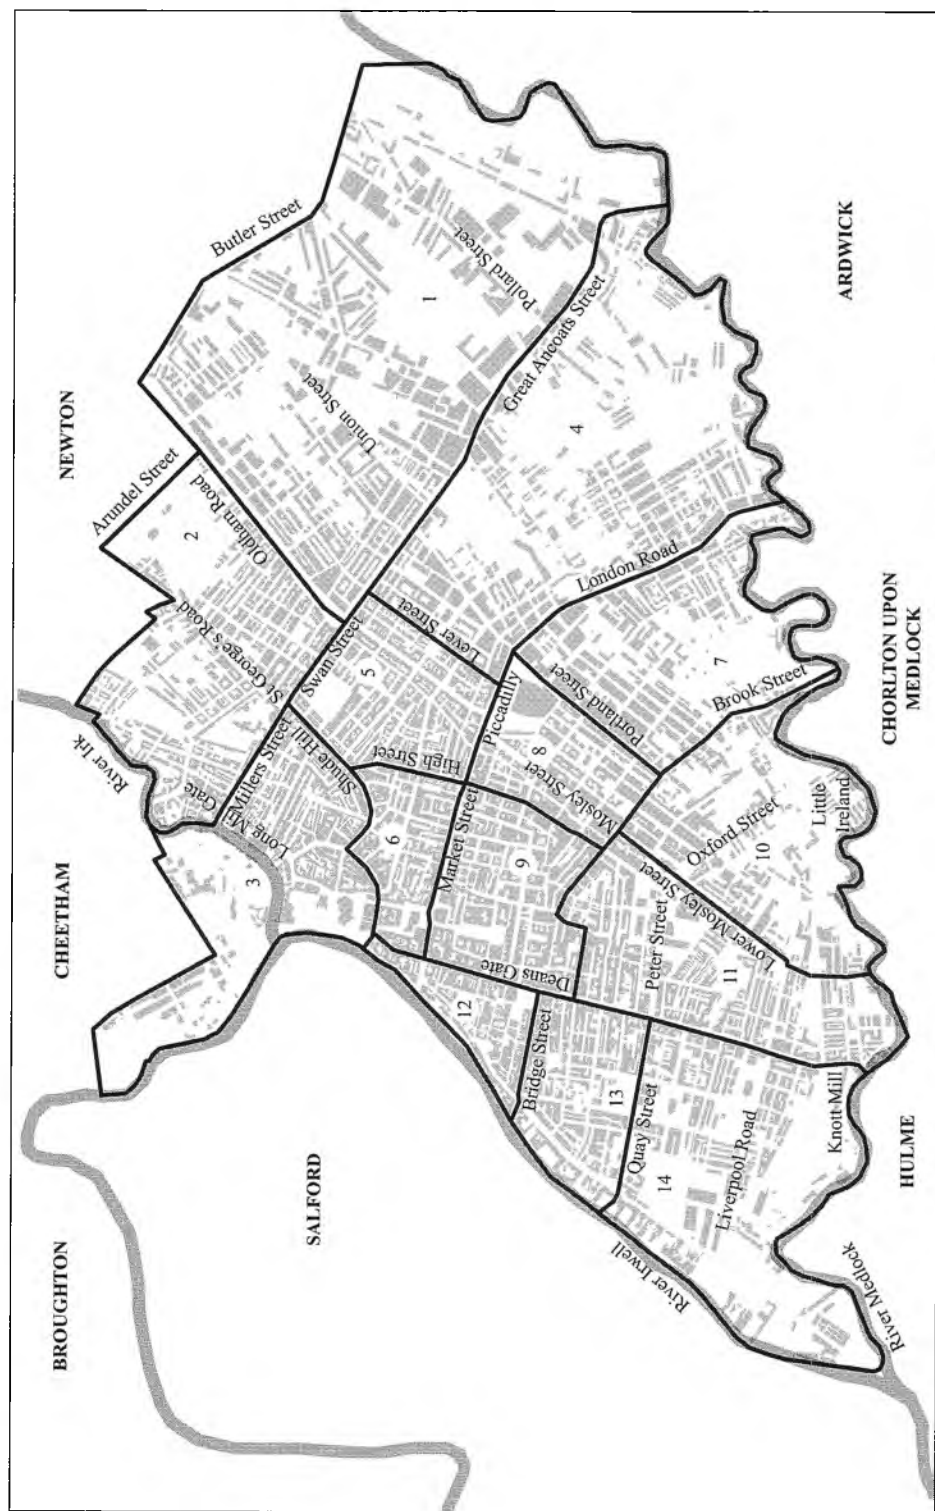 BROUGHTON
CHEETHAM
NEWTON
SALFORD
HULME
CHORLTON UPON
MEDLOCK
ARDWICK
River Irk
River Irwell
River Medlock
Butler Street
Arundel Street
Oldham Road
St George's Road
Union Street
Pollard Street
Great Ancoats Street
Swan Street
Millers Street
Long Mill
Gate
Shude Hill
High Street
Lever Street
Piccadilly
London Road
Portland Street
Brook Street
Mosley Street
Market Street
Oxford Street
Little
Ireland
Lower Mosley Street
Peter Street
Deans Gate
Bridge Street
Quay Street
Liverpool Road
Knott Mill
1
2
3
4
5
6
7
8
9
10
11
12
13
14